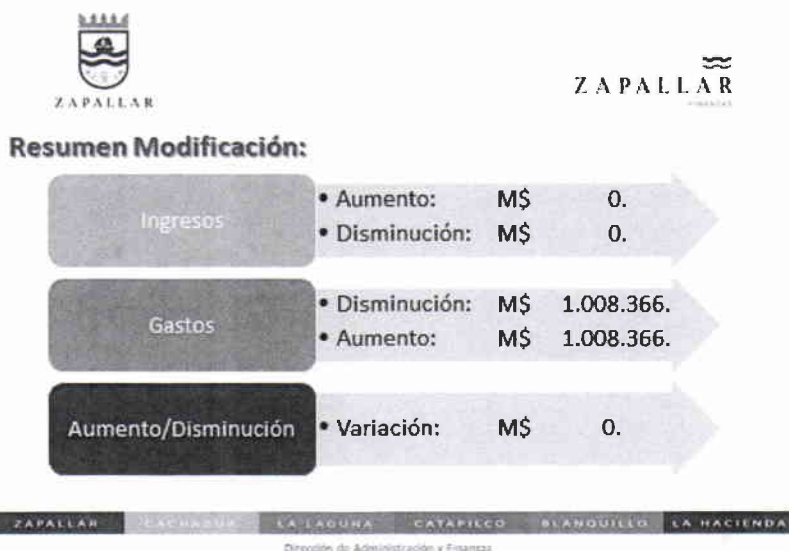 ZAPALLAR
ZAPALLAR
FINANZAS
Resumen Modificación:
Ingresos
• Aumento: M$ 0.
• Disminución: M$ 0.
Gastos
• Disminución: M$ 1.008.366.
• Aumento: M$ 1.008.366.
Aumento/Disminución
• Variación: M$ 0.
ZAPALLAR CACHAGUA LA LAGUNA CATAPILCO BLANQUILLO LA HACIENDA
Dirección de Administración y Finanzas